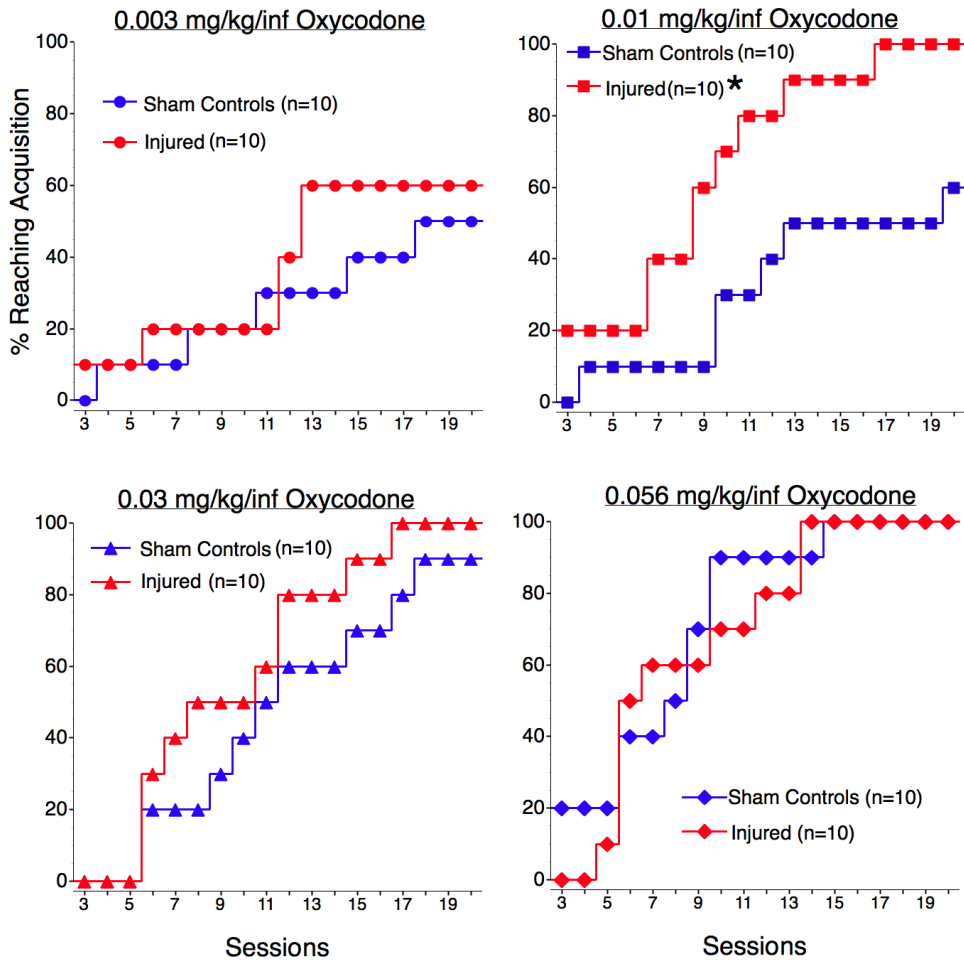 0.003 mg/kg/inf Oxycodone
% Reaching Acquisition
100
80
60
40
20
0
Sham Controls (n=10)
Injured (n=10)
3 5 7 9 11 13 15 17 19
0.01 mg/kg/inf Oxycodone
100
80
60
40
20
0
Sham Controls (n=10)
Injured (n=10) *
3 5 7 9 11 13 15 17 19
0.03 mg/kg/inf Oxycodone
100
80
60
40
20
0
Sham Controls (n=10)
Injured (n=10)
3 5 7 9 11 13 15 17 19
Sessions
0.056 mg/kg/inf Oxycodone
100
80
60
40
20
0
Sham Controls (n=10)
Injured (n=10)
3 5 7 9 11 13 15 17 19
Sessions